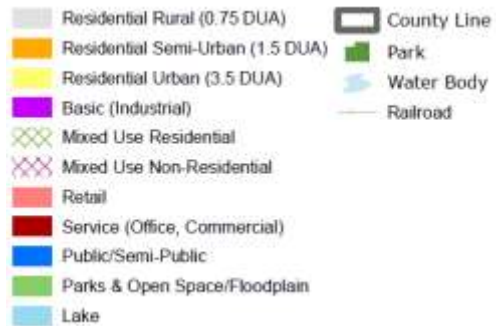 Residential Rural (0.75 DUA)
Residential Semi-Urban (1.5 DUA)
Residential Urban (3.5 DUA)
Basic (Industrial)
Mixed Use Residential
Mixed Use Non-Residential
Retail
Service (Office, Commercial)
Public/Semi-Public
Parks & Open Space/Floodplain
Lake
County Line
Park
Water Body
Railroad